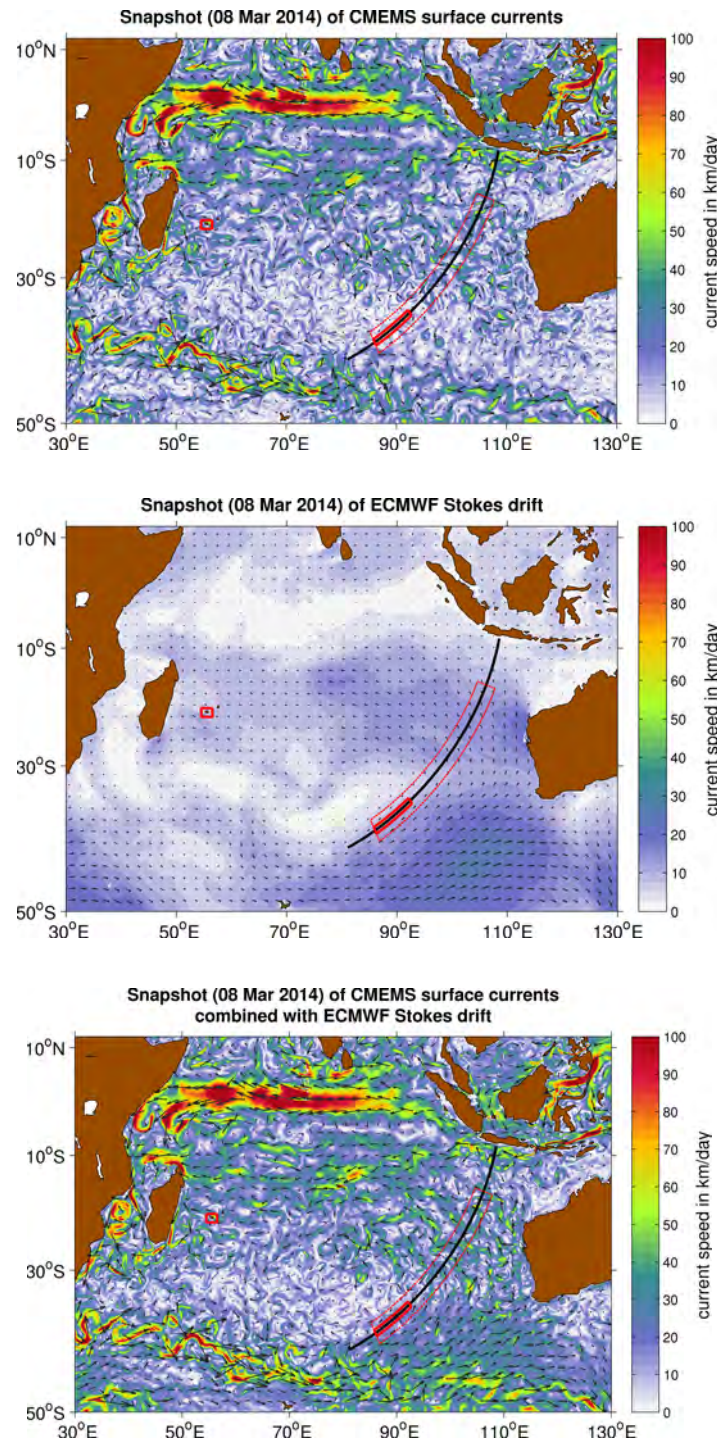 Snapshot (08 Mar 2014) of CMEMS surface currents
10°N
10°S
30°S
50°S
30°E
50°E
70°E
90°E
110°E
130°E
100
90
80
70
60
50
40
30
20
10
0
current speed in km/day
Snapshot (08 Mar 2014) of ECMWF Stokes drift
10°N
10°S
30°S
50°S
30°E
50°E
70°E
90°E
110°E
130°E
100
90
80
70
60
50
40
30
20
10
0
current speed in km/day
Snapshot (08 Mar 2014) of CMEMS surface currents
combined with ECMWF Stokes drift
10°N
10°S
30°S
50°S
30°E
50°E
70°E
90°E
110°E
130°E
100
90
80
70
60
50
40
30
20
10
0
current speed in km/day